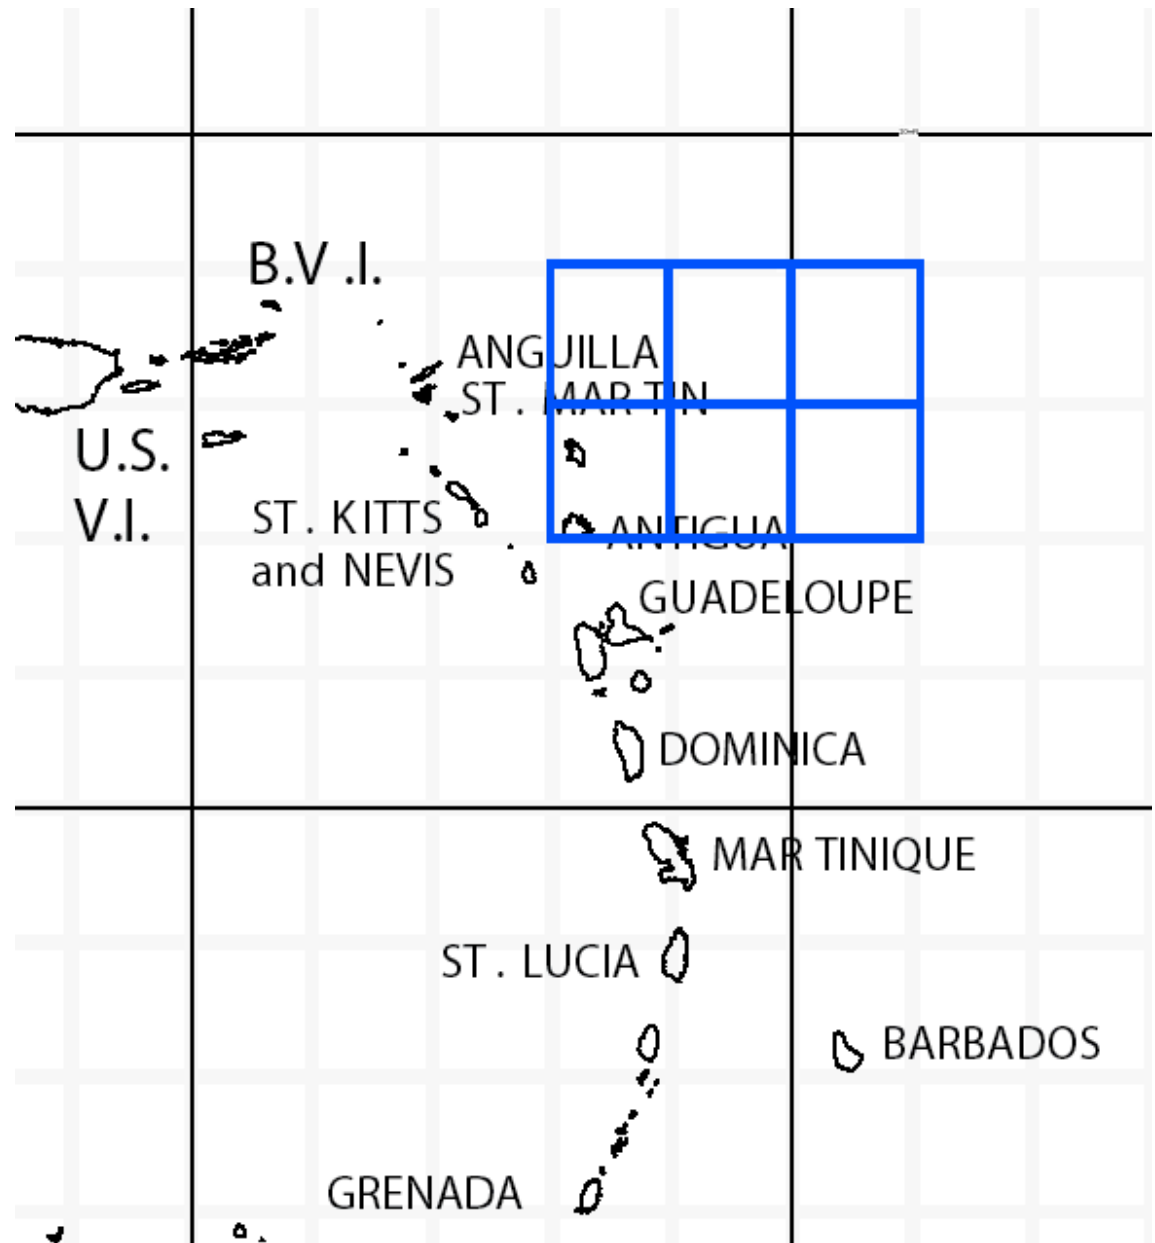 B.V .I.
ANGUILLA
ST . MAR TIN
U.S.
V.I.
ST . KITTS
and NEVIS
ANTIGUA
GUADELOUPE
DOMINICA
MAR TINIQUE
ST . LUCIA
BARBADOS
GRENADA